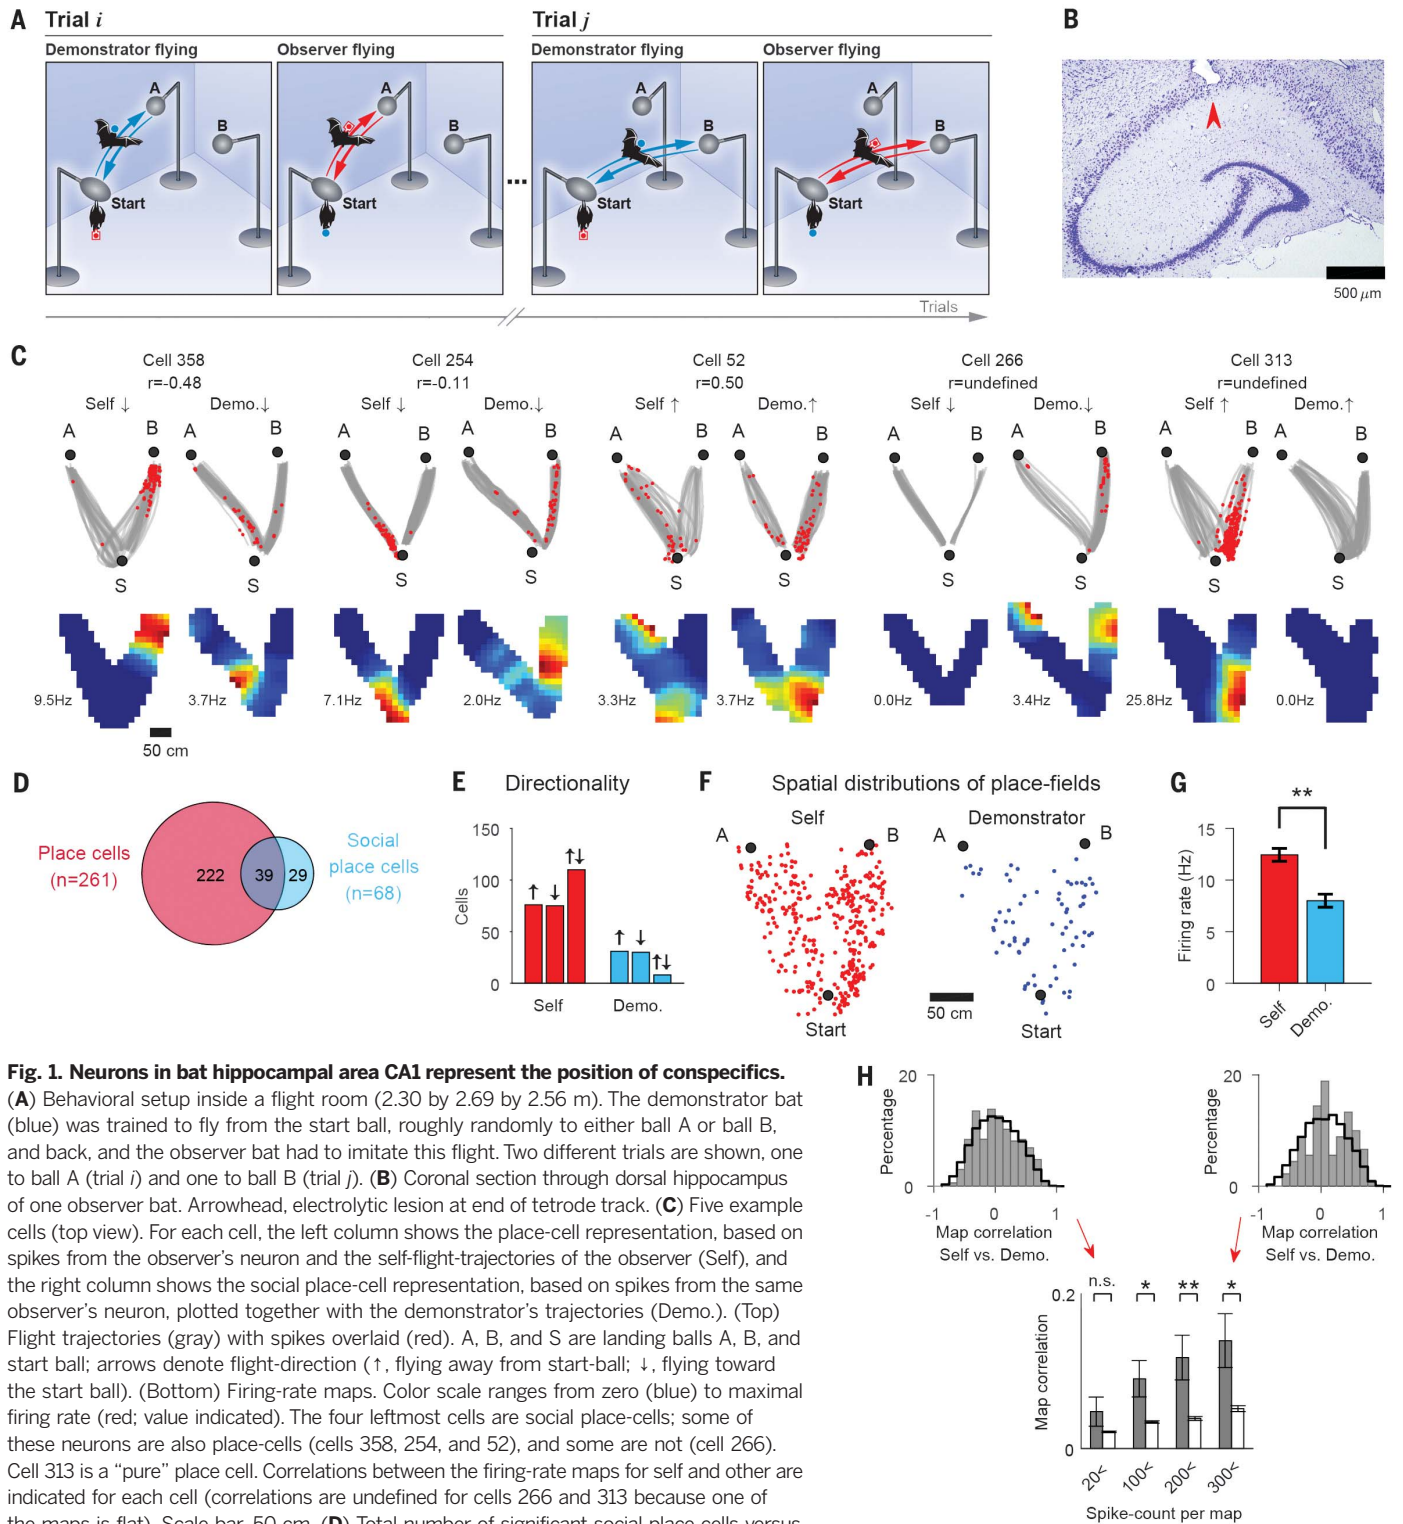 A
Trial i
Trial j
Demonstrator flying
Observer flying
Demonstrator flying
Observer flying
A
B
Start
A
B
Start
...
A
B
Start
A
B
Start
Trials
B
500 µm
C
Cell 358
r=-0.48
Self ↓
Demo.↓
Cell 254
r=-0.11
Self ↓
Demo.↓
Cell 52
r=0.50
Self ↑
Demo.↑
Cell 266
r=undefined
Self ↓
Demo.↓
Cell 313
r=undefined
Self ↑
Demo.↑
A B A B A B A B A B A B A B A B A B A B
S S S S S S S S S S
9.5Hz 3.7Hz 7.1Hz 2.0Hz 3.3Hz 3.7Hz 0.0Hz 3.4Hz 25.8Hz 0.0Hz
50 cm
D
Place cells
(n=261)
222 39 29
Social
place cells
(n=68)
E
Directionality
Cells
150
100
50
0
↑ ↓ ↑↓
↑ ↓ ↑↓
Self Demo.
F
Spatial distributions of place-fields
Self
Demonstrator
A B
A B
50 cm
Start
Start
G
**
Firing rate (Hz)
15
10
5
0
Self
Demo.
Fig. 1. Neurons in bat hippocampal area CA1 represent the position of conspecifics.
(A) Behavioral setup inside a flight room (2.30 by 2.69 by 2.56 m). The demonstrator bat
(blue) was trained to fly from the start ball, roughly randomly to either ball A or ball B,
and back, and the observer bat had to imitate this flight. Two different trials are shown, one
to ball A (trial i) and one to ball B (trial j). (B) Coronal section through dorsal hippocampus
of one observer bat. Arrowhead, electrolytic lesion at end of tetrode track. (C) Five example
cells (top view). For each cell, the left column shows the place-cell representation, based on
spikes from the observer's neuron and the self-flight-trajectories of the observer (Self), and
the right column shows the social place-cell representation, based on spikes from the same
observer's neuron, plotted together with the demonstrator's trajectories (Demo.). (Top)
Flight trajectories (gray) with spikes overlaid (red). A, B, and S are landing balls A, B, and
start ball; arrows denote flight-direction (↑, flying away from start-ball; ↓, flying toward
the start ball). (Bottom) Firing-rate maps. Color scale ranges from zero (blue) to maximal
firing rate (red; value indicated). The four leftmost cells are social place-cells; some of
these neurons are also place-cells (cells 358, 254, and 52), and some are not (cell 266).
Cell 313 is a “pure” place cell. Correlations between the firing-rate maps for self and other are
indicated for each cell (correlations are undefined for cells 266 and 313 because one of
the maps is flat). Scale bar, 50 cm. (D) Total number of significant social place cells versus
H
Percentage
20
0
-1 0 1
Map correlation
Self vs. Demo.
Percentage
20
0
-1 0 1
Map correlation
Self vs. Demo.
n.s. * ** *
Map correlation
0.2
0
20< 100< 200< 300<
Spike-count per map